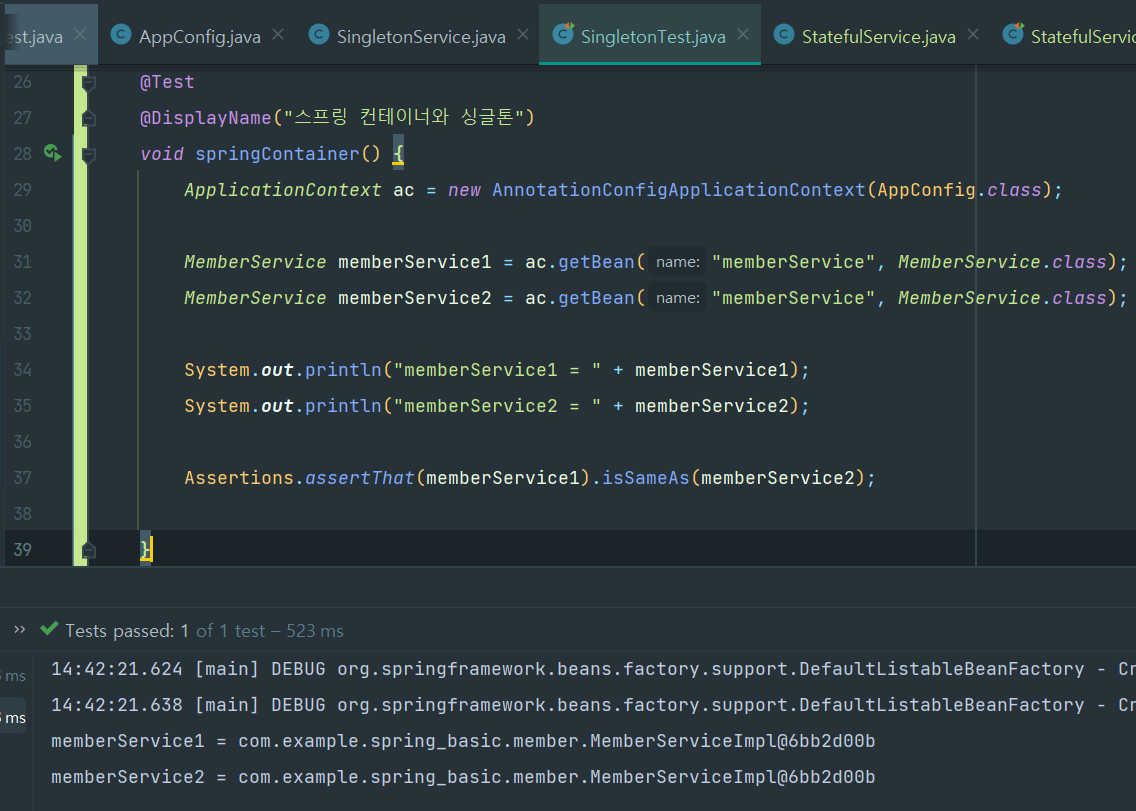 est.java AppConfig.java SingletonService.java SingletonTest.java StatefulService.java StatefulServic
26 @Test
27 @DisplayName("스프링 컨테이너와 싱글톤")
28 void springContainer() {
29 ApplicationContext ac = new AnnotationConfigApplicationContext(AppConfig.class);
30
31 MemberService memberService1 = ac.getBean( name: "memberService", MemberService.class);
32 MemberService memberService2 = ac.getBean( name: "memberService", MemberService.class);
33
34 System.out.println("memberService1 = " + memberService1);
35 System.out.println("memberService2 = " + memberService2);
36
37 Assertions.assertThat(memberService1).isSameAs(memberService2);
38
39 }
>> Tests passed: 1 of 1 test – 523 ms
ms 14:42:21.624 [main] DEBUG org.springframework.beans.factory.support.DefaultListableBeanFactory - Cr
ms 14:42:21.638 [main] DEBUG org.springframework.beans.factory.support.DefaultListableBeanFactory - Cr
memberService1 = com.example.spring_basic.member.MemberServiceImpl@6bb2d00b
memberService2 = com.example.spring_basic.member.MemberServiceImpl@6bb2d00b